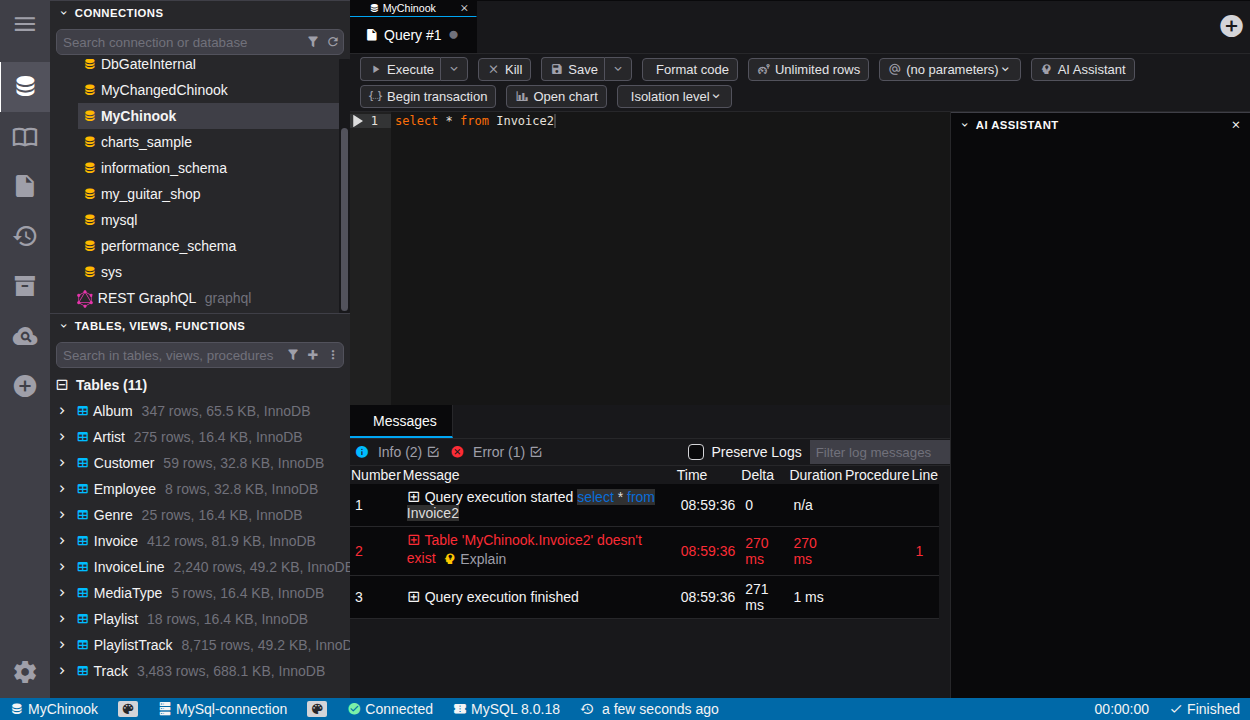 CONNECTIONS
Search connection or database
DbGateInternal
MyChangedChinook
MyChinook
charts_sample
information_schema
my_guitar_shop
mysql
performance_schema
sys
REST GraphQL graphql
TABLES, VIEWS, FUNCTIONS
Search in tables, views, procedures
Tables (11)
Album 347 rows, 65.5 KB, InnoDB
Artist 275 rows, 16.4 KB, InnoDB
Customer 59 rows, 32.8 KB, InnoDB
Employee 8 rows, 32.8 KB, InnoDB
Genre 25 rows, 16.4 KB, InnoDB
Invoice 412 rows, 81.9 KB, InnoDB
InvoiceLine 2,240 rows, 49.2 KB, InnoDB
MediaType 5 rows, 16.4 KB, InnoDB
Playlist 18 rows, 16.4 KB, InnoDB
PlaylistTrack 8,715 rows, 49.2 KB, InnoD
Track 3,483 rows, 688.1 KB, InnoDB
MyChinook
Query #1
Execute Kill Save Format code Unlimited rows (no parameters) AI Assistant
Begin transaction Open chart Isolation level
1 select * from Invoice2
AI ASSISTANT
Messages
Info (2) Error (1) Preserve Logs Filter log messages
Number Message Time Delta Duration Procedure Line
1 Query execution started select * from Invoice2 08:59:36 0 n/a
2 Table 'MyChinook.Invoice2' doesn't exist Explain 08:59:36 270 ms 270 ms 1
3 Query execution finished 08:59:36 271 ms 1 ms
MyChinook MySql-connection Connected MySQL 8.0.18 a few seconds ago 00:00:00 Finished